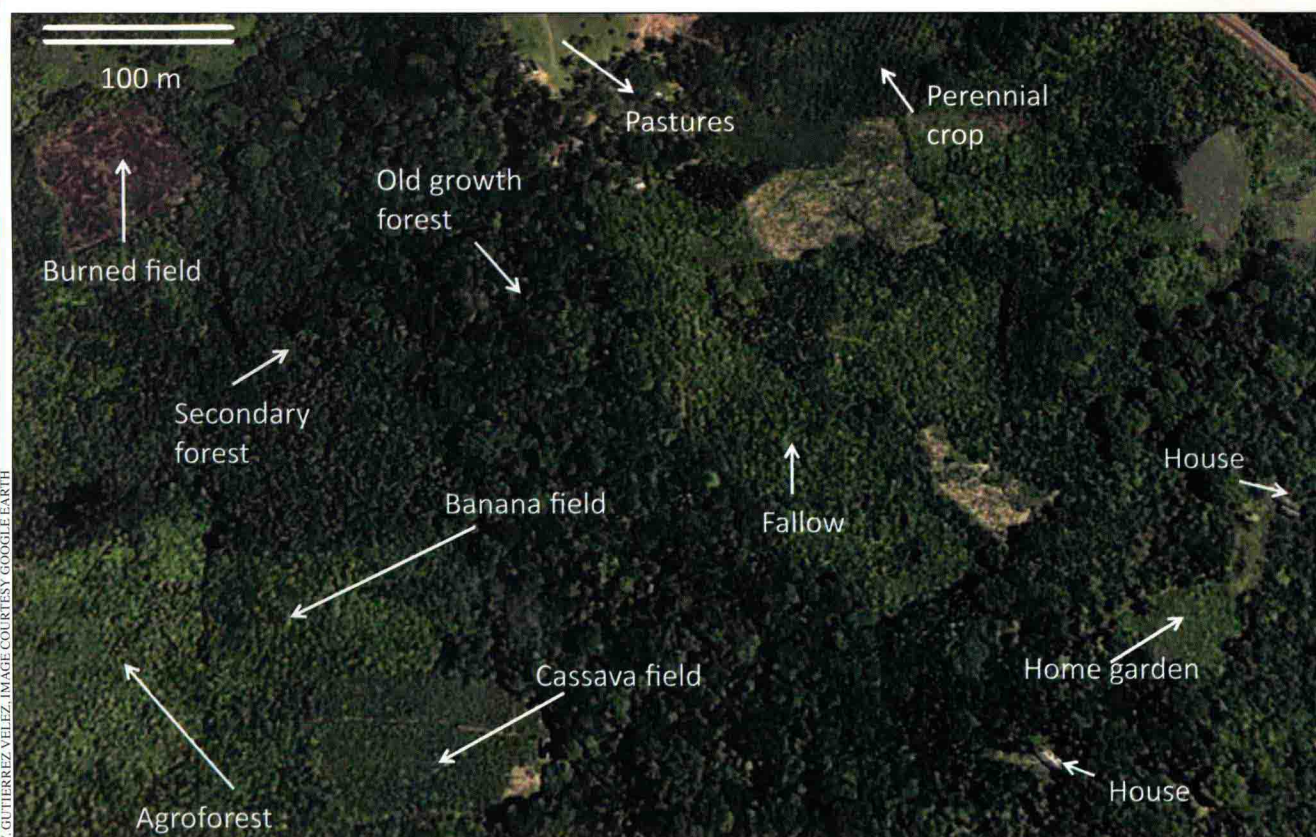 100 m
Pastures
Perennial
crop
Old growth
forest
Burned field
Secondary
forest
House
Banana field
Fallow
Cassava field
Home garden
Agroforest
House
GUTIERREZ VELEZ, IMAGE COURTESY GOOGLE EARTH